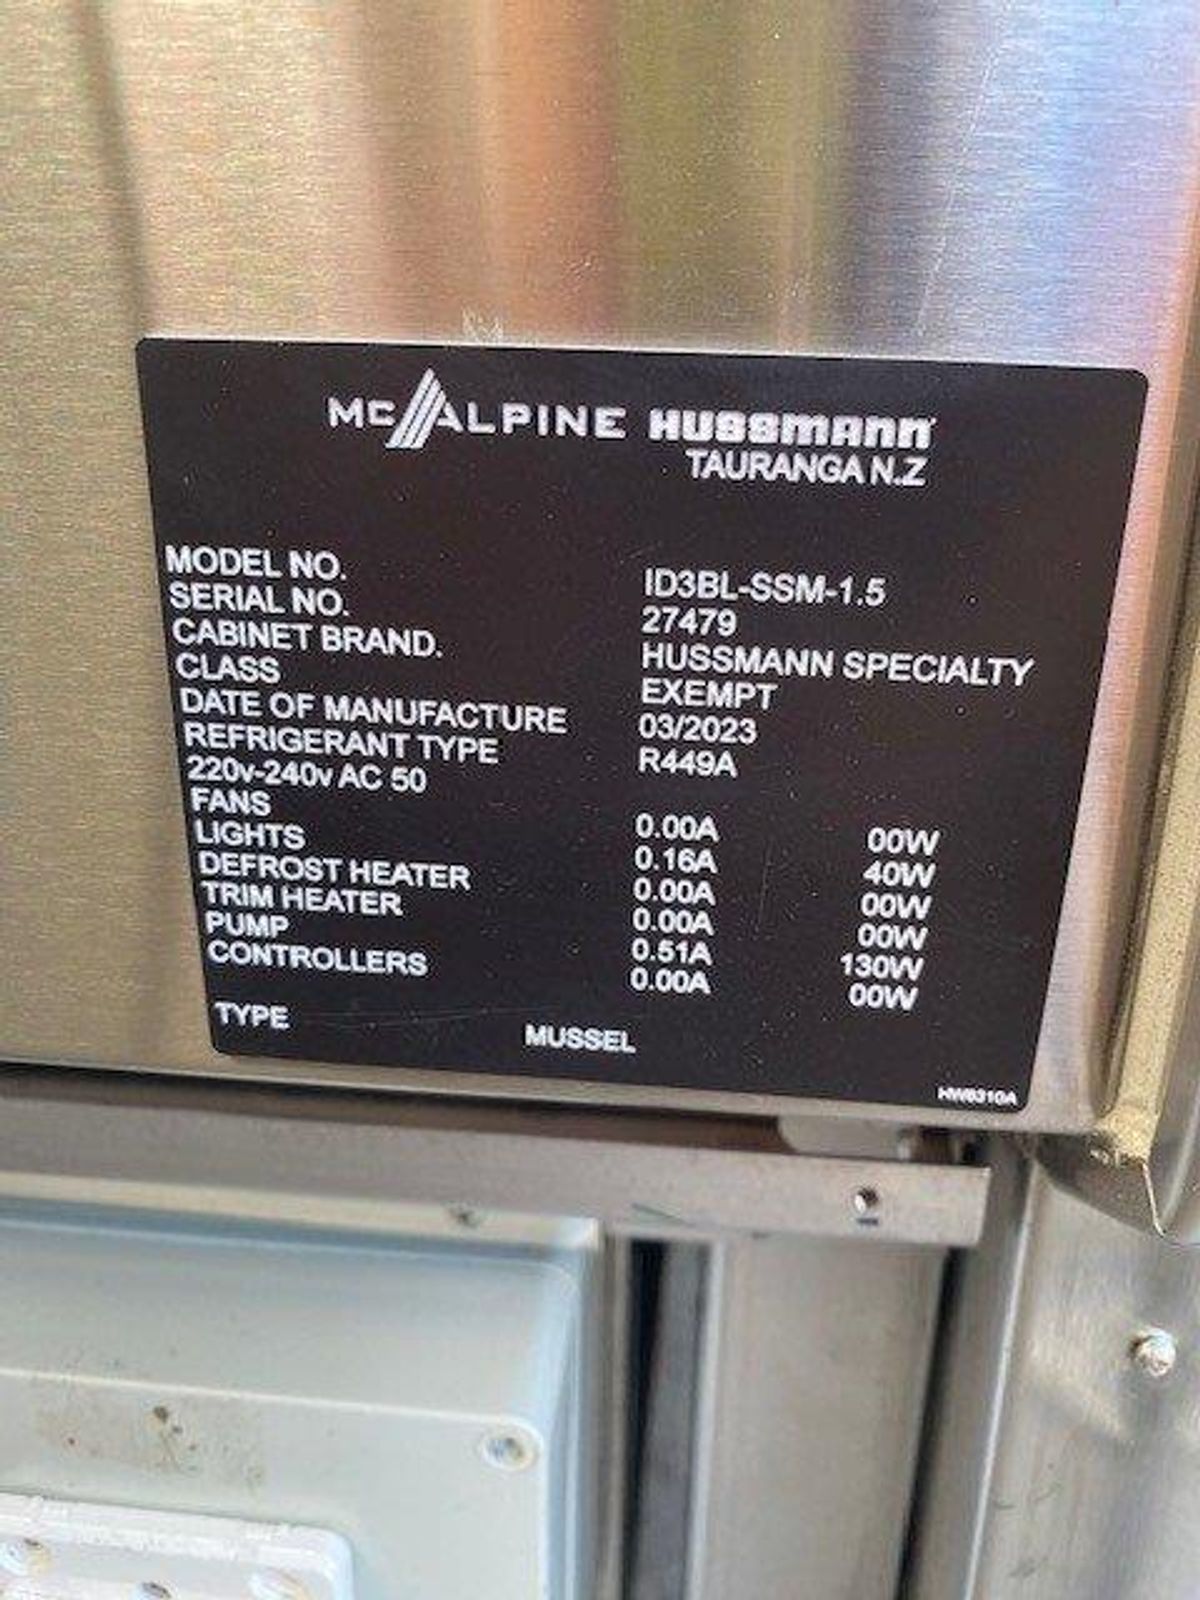 MCALPINE HUSSMANN
TAURANGA N.Z
MODEL NO. ID3BL-SSM-1.5
SERIAL NO. 27479
CABINET BRAND. HUSSMANN SPECIALTY
CLASS EXEMPT
DATE OF MANUFACTURE 03/2023
REFRIGERANT TYPE R449A
220v-240v AC 50
FANS 0.00A 00W
LIGHTS 0.16A 40W
DEFROST HEATER 0.00A 00W
TRIM HEATER 0.00A 00W
PUMP 0.51A 130W
CONTROLLERS 0.00A 00W
TYPE MUSSEL
HW8310A